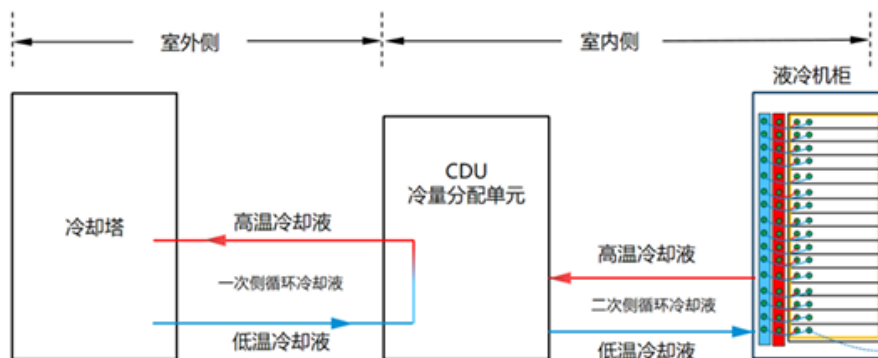 室外侧
室内侧
液冷机柜
CDU
冷量分配单元
冷却塔
高温冷却液
高温冷却液
一次侧循环冷却液
二次侧循环冷却液
低温冷却液
低温冷却液